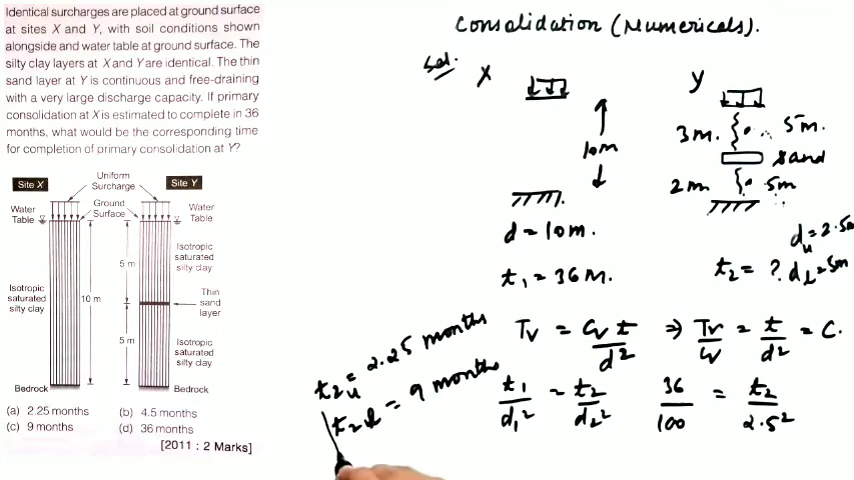 Identical surcharges are placed at ground surface
at sites X and Y, with soil conditions shown
alongside and water table at ground surface. The
silty clay layers at X and Y are identical. The thin
sand layer at Y is continuous and free-draining
with a very large discharge capacity. If primary
consolidation at X is estimated to complete in 36
months, what would be the corresponding time
for completion of primary consolidation at Y?
Site X
Uniform
Surcharge
Site Y
Water
Table
Ground
Surface
Water
Table
5 m
Isotropic
saturated
silty clay
Isotropic
saturated
silty clay
10 m
Thin
sand
layer
5 m
Isotropic
saturated
silty clay
Bedrock
Bedrock
(a) 2.25 months (b) 4.5 months
(c) 9 months (d) 36 months
[2011 : 2 Marks]
Consolidation (Numericals).
Sol.
X
Y
10m
3m. 5m.
sand
2m 5m
d = 10m.
t₁ = 36 M.
du = 2.5m
t₂ = ? dl = 5m
Tv = Cv t / d² ⇒ Tv / Cv = t / d² = C.
t₁ / d₁² = t₂ / d₂²
36 / 100 = t₂ / 2.5²
t₂u = 2.25 months
t₂l = 9 months